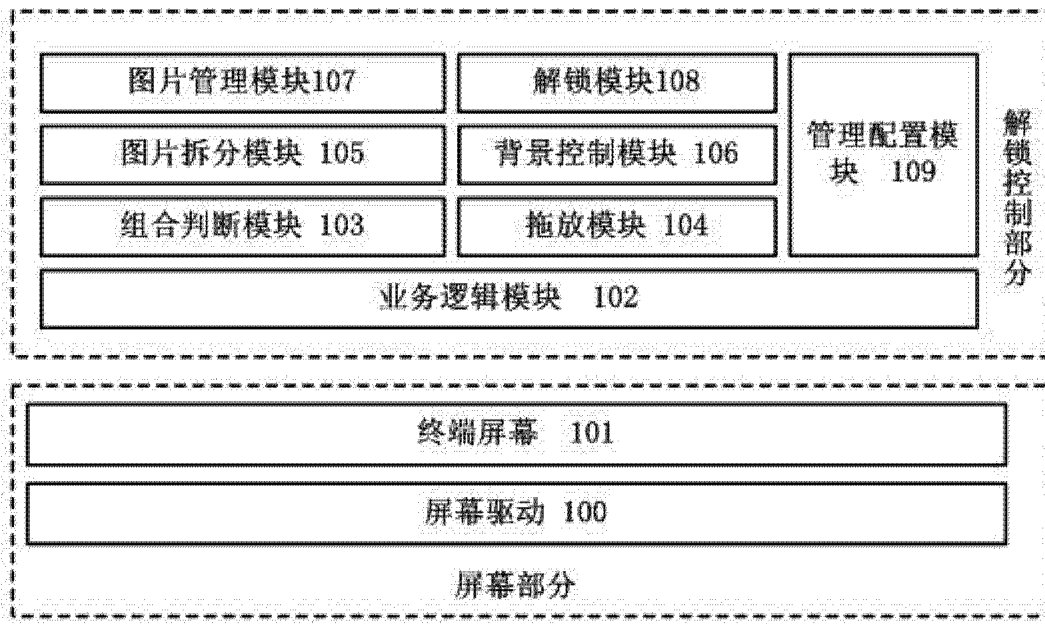 图片管理模块107
解锁模块108
图片拆分模块 105
背景控制模块 106
管理配置模
块 109
组合判断模块 103
拖放模块 104
业务逻辑模块 102
解锁控制部分
终端屏幕 101
屏幕驱动 100
屏幕部分